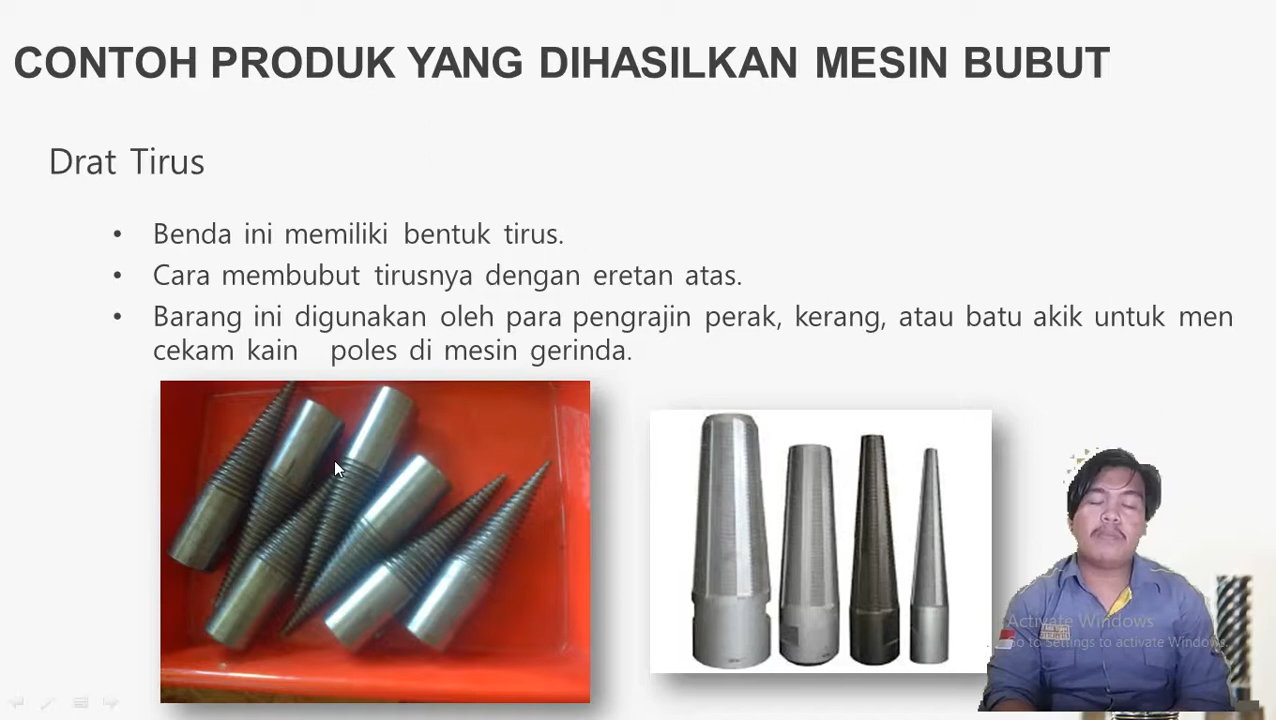 CONTOH PRODUK YANG DIHASILKAN MESIN BUBUT
Drat Tirus
• Benda ini memiliki bentuk tirus.
• Cara membubut tirusnya dengan eretan atas.
• Barang ini digunakan oleh para pengrajin perak, kerang, atau batu akik untuk men
cekam kain poles di mesin gerinda.
Activate Windows
Go to Settings to activate Windows.